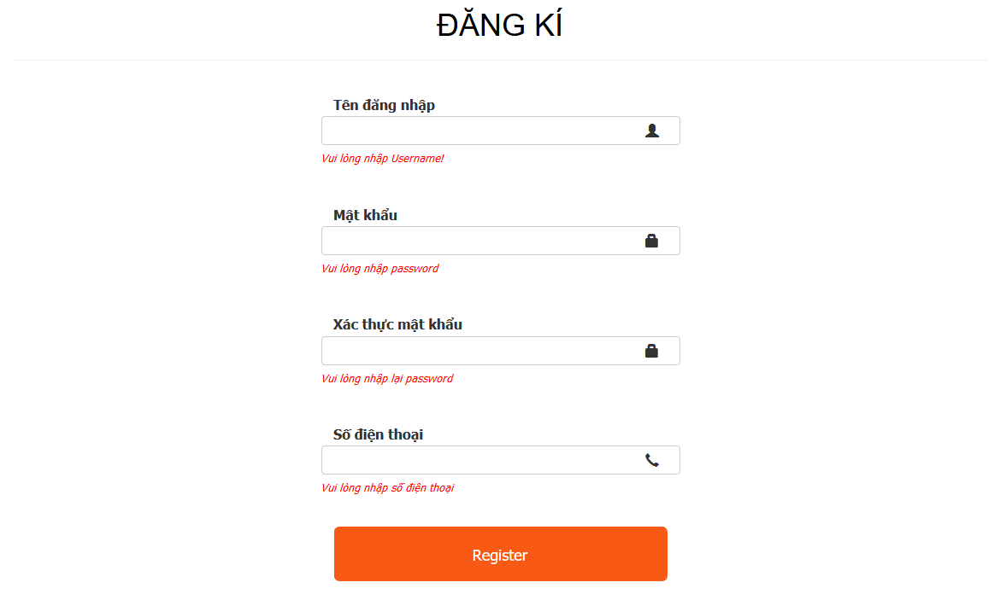 ĐĂNG KÍ
Tên đăng nhập
Vui lòng nhập Username!
Mật khẩu
Vui lòng nhập password
Xác thực mật khẩu
Vui lòng nhập lại password
Số điện thoại
Vui lòng nhập số điện thoại
Register